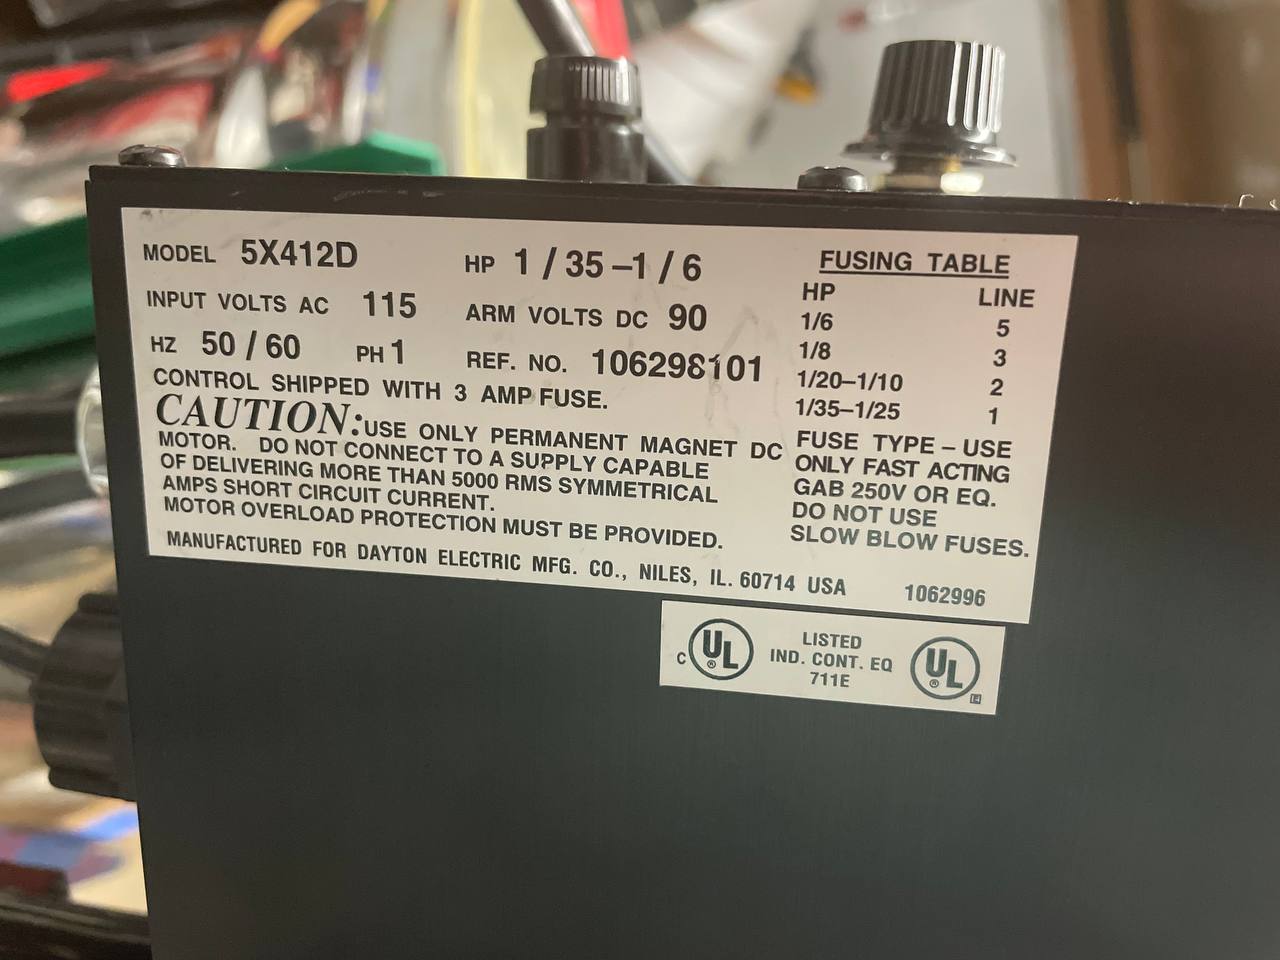 MODEL 5X412D HP 1/35-1/6
INPUT VOLTS AC 115 ARM VOLTS DC 90
HZ 50/60 PH 1 REF. NO. 106298101
CONTROL SHIPPED WITH 3 AMP FUSE.
CAUTION: USE ONLY PERMANENT MAGNET DC
MOTOR. DO NOT CONNECT TO A SUPPLY CAPABLE
OF DELIVERING MORE THAN 5000 RMS SYMMETRICAL
AMPS SHORT CIRCUIT CURRENT.
MOTOR OVERLOAD PROTECTION MUST BE PROVIDED.
FUSING TABLE
HP LINE
1/6 5
1/8 3
1/20-1/10 2
1/35-1/25 1
FUSE TYPE - USE
ONLY FAST ACTING
GAB 250V OR EQ.
DO NOT USE
SLOW BLOW FUSES.
MANUFACTURED FOR DAYTON ELECTRIC MFG. CO., NILES, IL. 60714 USA 1062996
C UL ®
LISTED
IND. CONT. EQ
711E
UL ® E